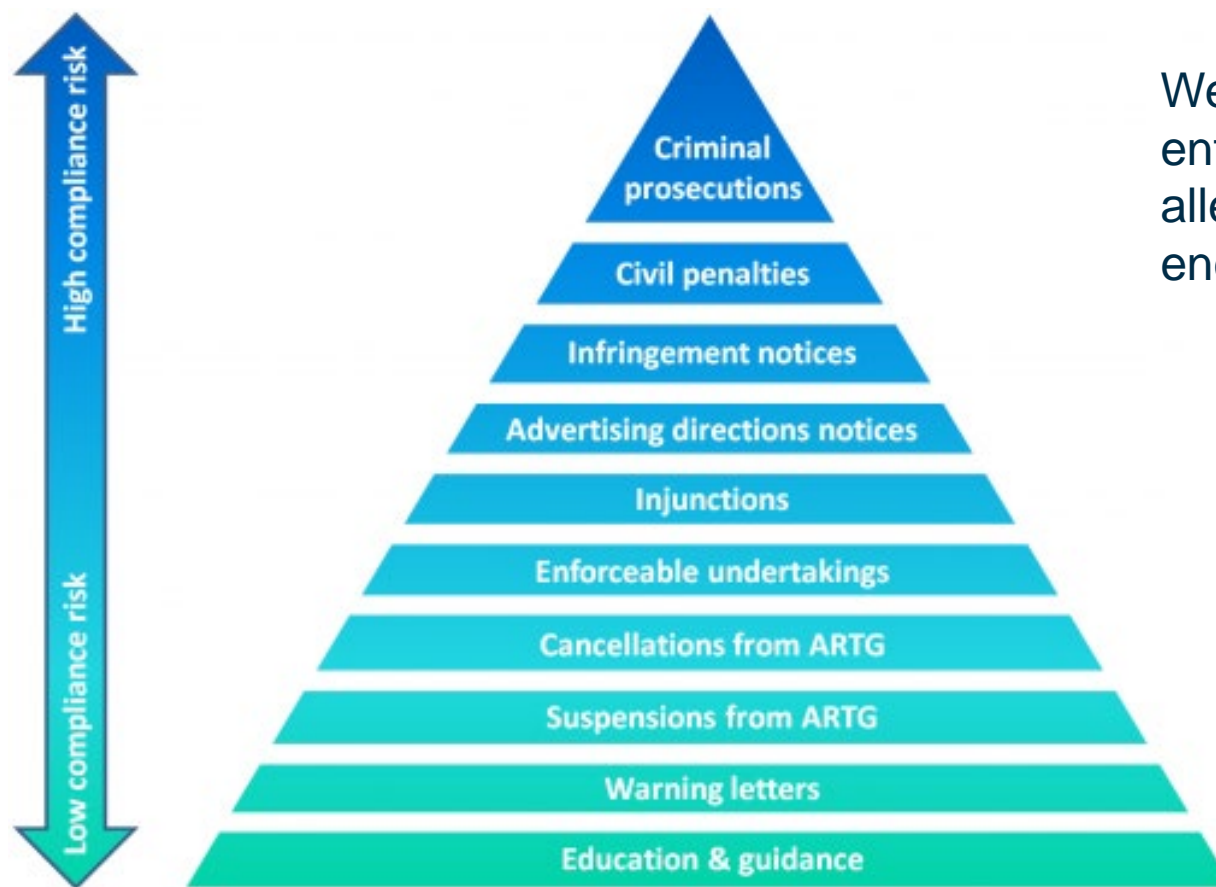 High compliance risk
Low compliance risk
Criminal
prosecutions
Civil penalties
Infringement notices
Advertising directions notices
Injunctions
Enforceable undertakings
Cancellations from ARTG
Suspensions from ARTG
Warning letters
Education & guidance
We